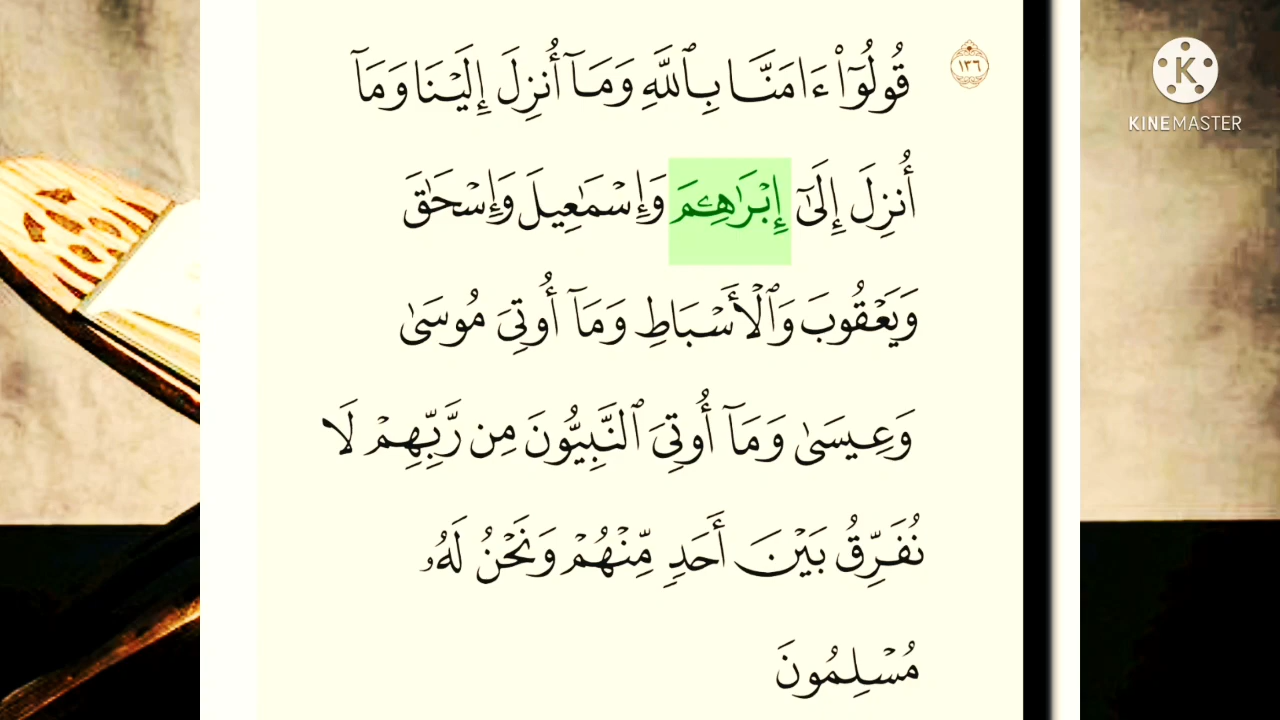 ١٣٦
قُولُوٓا۟ ءَامَنَّا بِٱللَّهِ وَمَآ أُنزِلَ إِلَيْنَا وَمَآ
أُنزِلَ إِلَىٰٓ إِبْرَٰهِـۧمَ وَإِسْمَٰعِيلَ وَإِسْحَٰقَ
وَيَعْقُوبَ وَٱلْأَسْبَاطِ وَمَآ أُوتِىَ مُوسَىٰ
وَعِيسَىٰ وَمَآ أُوتِىَ ٱلنَّبِيُّونَ مِن رَّبِّهِمْ لَا
نُفَرِّقُ بَيْنَ أَحَدٍ مِّنْهُمْ وَنَحْنُ لَهُۥ
مُسْلِمُونَ
K
KINEMASTER